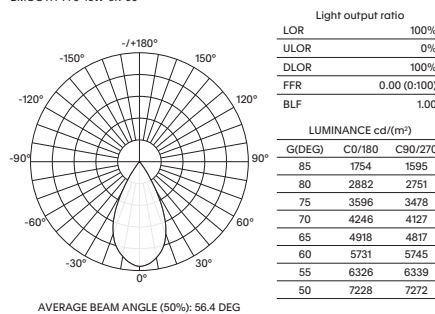 -/+180°
-150°
150°
-120°
120°
-90°
90°
-60°
60°
-30°
30°
0°
AVERAGE BEAM ANGLE (50%): 56.4 DEG
Light output ratio
LOR 100%
ULOR 0%
DLOR 100%
FFR 0.00 (0:100)
BLF 1.00
LUMINANCE cd/(m²)
G(DEG) C0/180 C90/270
85 1754 1595
80 2882 2751
75 3596 3478
70 4246 4127
65 4918 4817
60 5731 5745
55 6326 6339
50 7228 7272